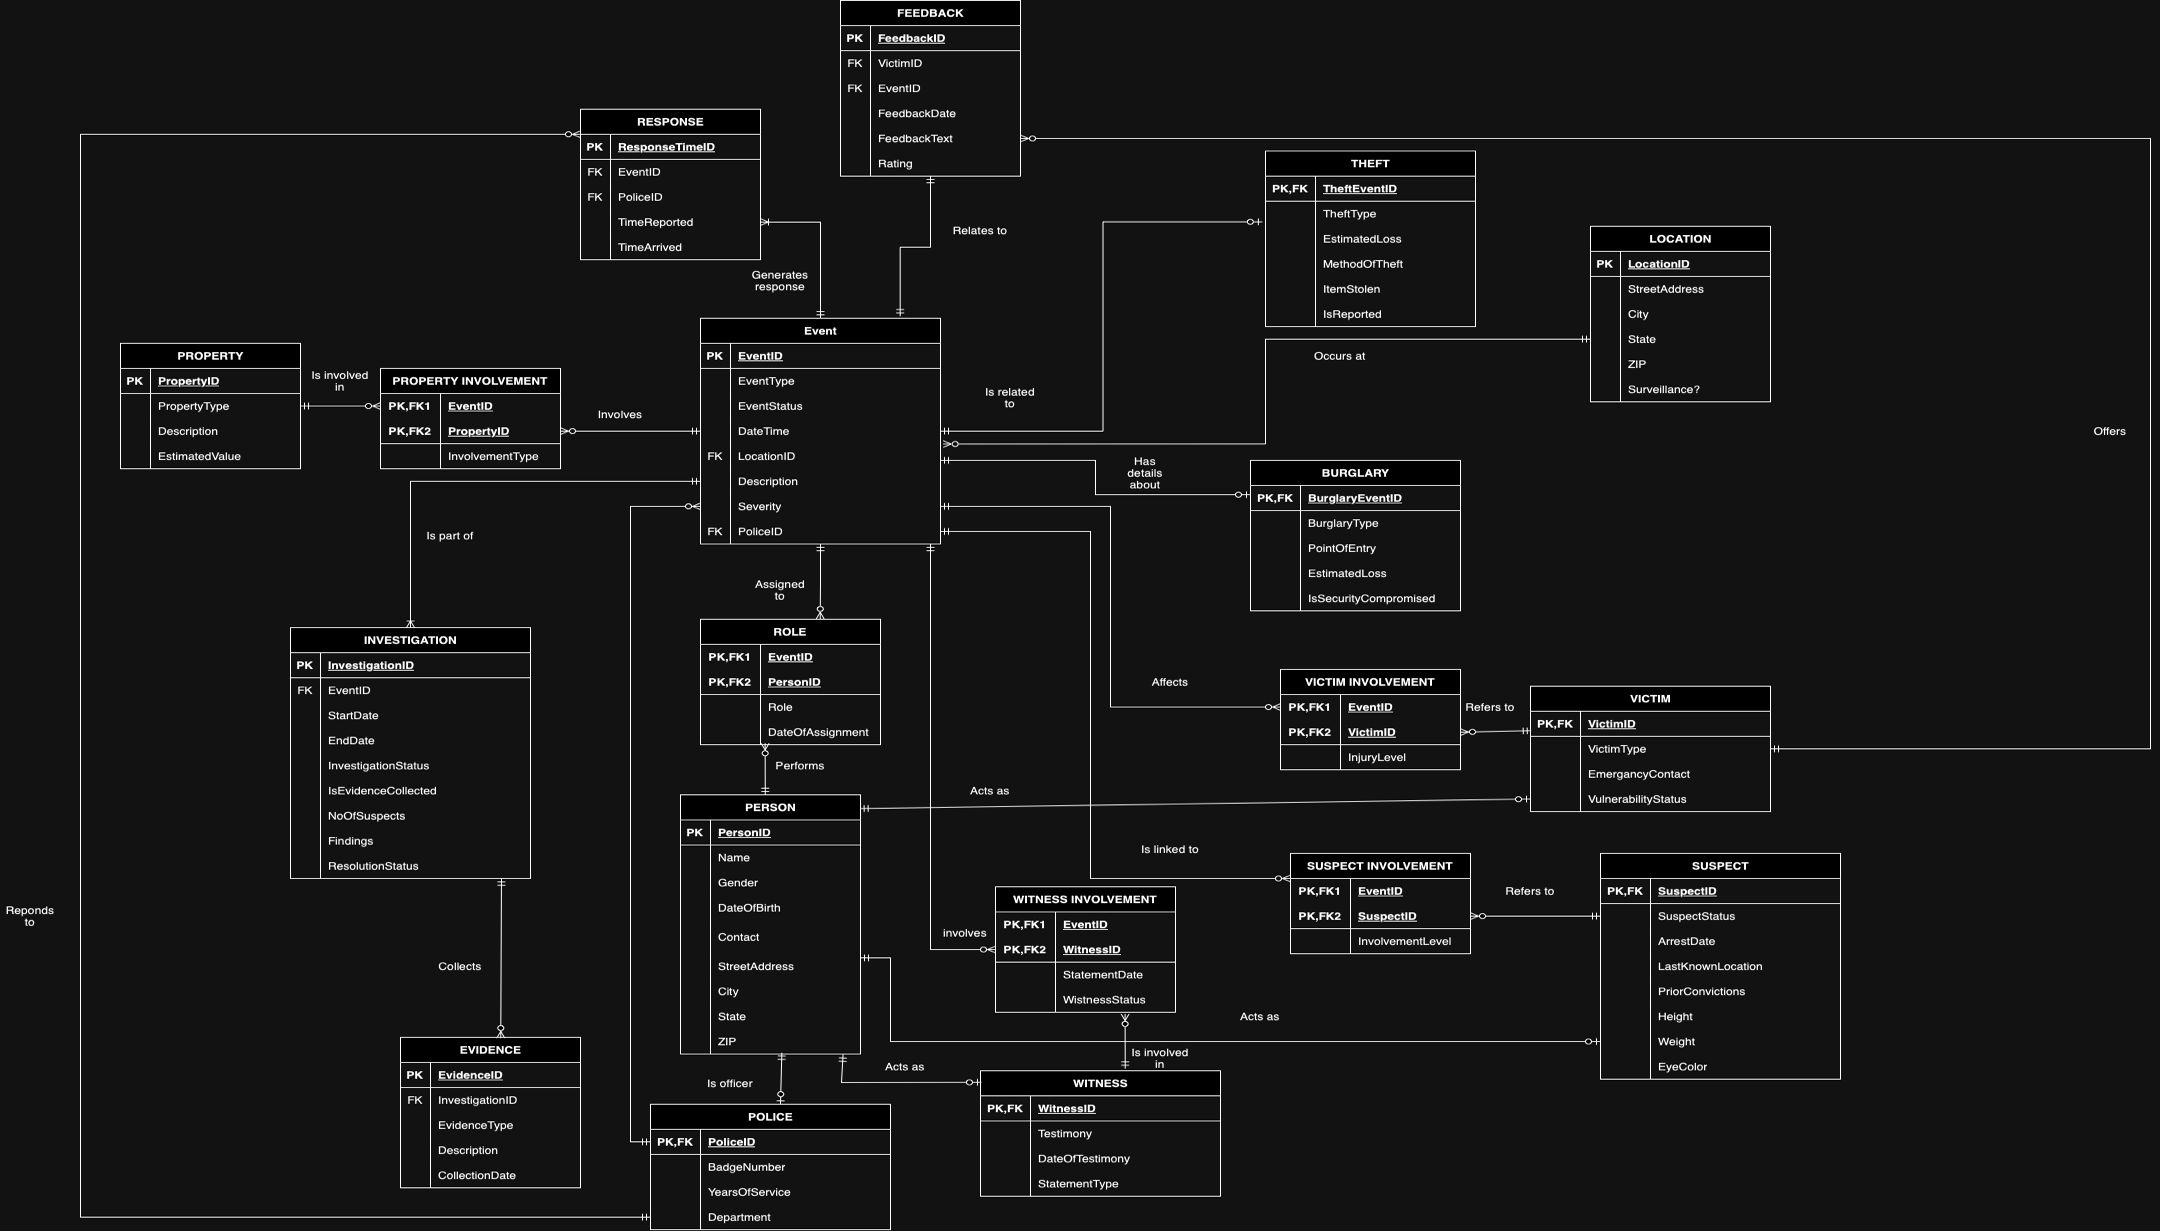 FEEDBACK
PK FeedbackID
FK VictimID
FK EventID
FeedbackDate
FeedbackText
Rating
RESPONSE
PK ResponseTimeID
FK EventID
FK PoliceID
TimeReported
TimeArrived
THEFT
PK,FK TheftEventID
TheftType
EstimatedLoss
MethodOfTheft
ItemStolen
IsReported
LOCATION
PK LocationID
StreetAddress
City
State
ZIP
Surveillance?
Relates to
Generates
response
Occurs at
Is related
to
Offers
PROPERTY
PK PropertyID
PropertyType
Description
EstimatedValue
Is involved
in
PROPERTY INVOLVEMENT
PK,FK1 EventID
PK,FK2 PropertyID
InvolvementType
Involves
Event
PK EventID
EventType
EventStatus
DateTime
FK LocationID
Description
Severity
FK PoliceID
Has
details
about
BURGLARY
PK,FK BurglaryEventID
BurglaryType
PointOfEntry
EstimatedLoss
IsSecurityCompromised
Is part of
Assigned
to
INVESTIGATION
PK InvestigationID
FK EventID
StartDate
EndDate
InvestigationStatus
IsEvidenceCollected
NoOfSuspects
Findings
ResolutionStatus
ROLE
PK,FK1 EventID
PK,FK2 PersonID
Role
DateOfAssignment
Performs
Affects
VICTIM INVOLVEMENT
PK,FK1 EventID
PK,FK2 VictimID
InjuryLevel
Refers to
VICTIM
PK,FK VictimID
VictimType
EmergancyContact
VulnerabilityStatus
PERSON
PK PersonID
Name
Gender
DateOfBirth
Contact
StreetAddress
City
State
ZIP
Acts as
Is linked to
SUSPECT INVOLVEMENT
PK,FK1 EventID
PK,FK2 SuspectID
InvolvementLevel
Refers to
SUSPECT
PK,FK SuspectID
SuspectStatus
ArrestDate
LastKnownLocation
PriorConvictions
Height
Weight
EyeColor
WITNESS INVOLVEMENT
PK,FK1 EventID
PK,FK2 WitnessID
StatementDate
WistnessStatus
involves
Reponds
to
Collects
Acts as
Is involved
in
Acts as
Is officer
EVIDENCE
PK EvidenceID
FK InvestigationID
EvidenceType
Description
CollectionDate
POLICE
PK,FK PoliceID
BadgeNumber
YearsOfService
Department
WITNESS
PK,FK WitnessID
Testimony
DateOfTestimony
StatementType